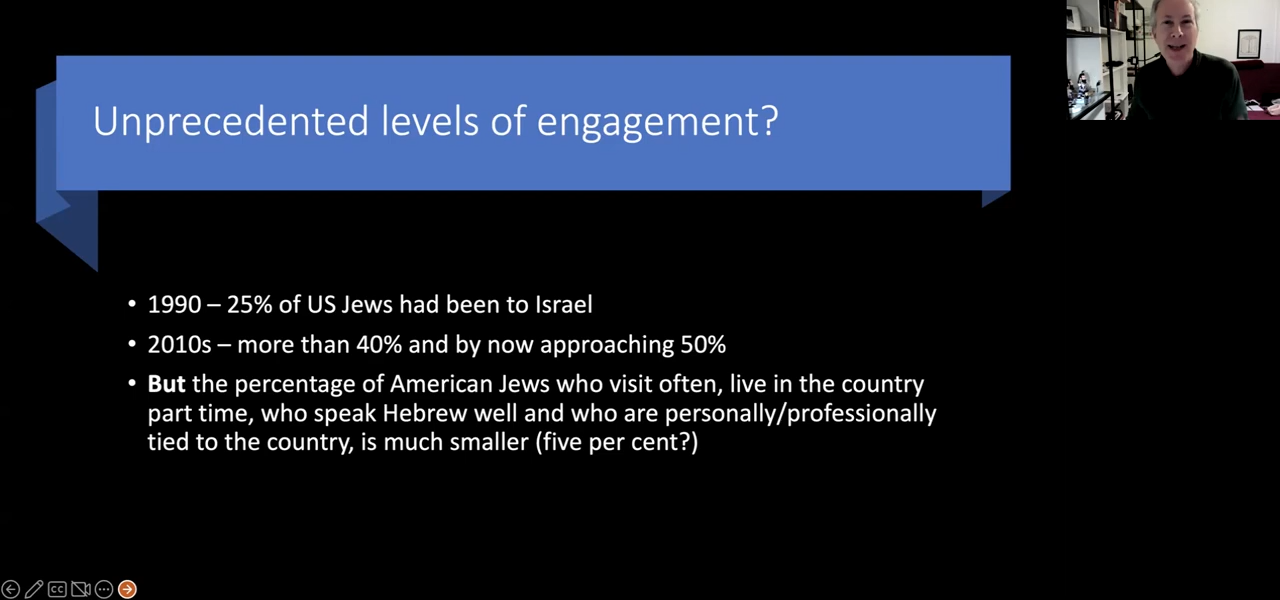 Unprecedented levels of engagement?
• 1990 – 25% of US Jews had been to Israel
• 2010s – more than 40% and by now approaching 50%
• But the percentage of American Jews who visit often, live in the country
part time, who speak Hebrew well and who are personally/professionally
tied to the country, is much smaller (five per cent?)
CC